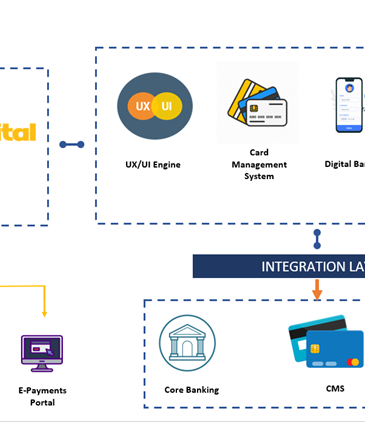 ital
UX UI
UX/UI Engine
Card
Management
System
Digital Ba
INTEGRATION LA
E-Payments
Portal
Core Banking
CMS